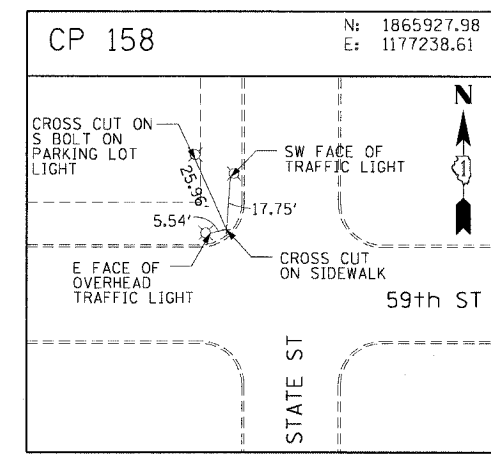 CP 158
N: 1865927.98
E: 1177238.61
N
CROSS CUT ON
S BOLT ON
PARKING LOT
LIGHT
SW FACE OF
TRAFFIC LIGHT
1
25.96'
17.75'
5.54'
CROSS CUT
ON SIDEWALK
E FACE OF
OVERHEAD
TRAFFIC LIGHT
59th ST
STATE ST